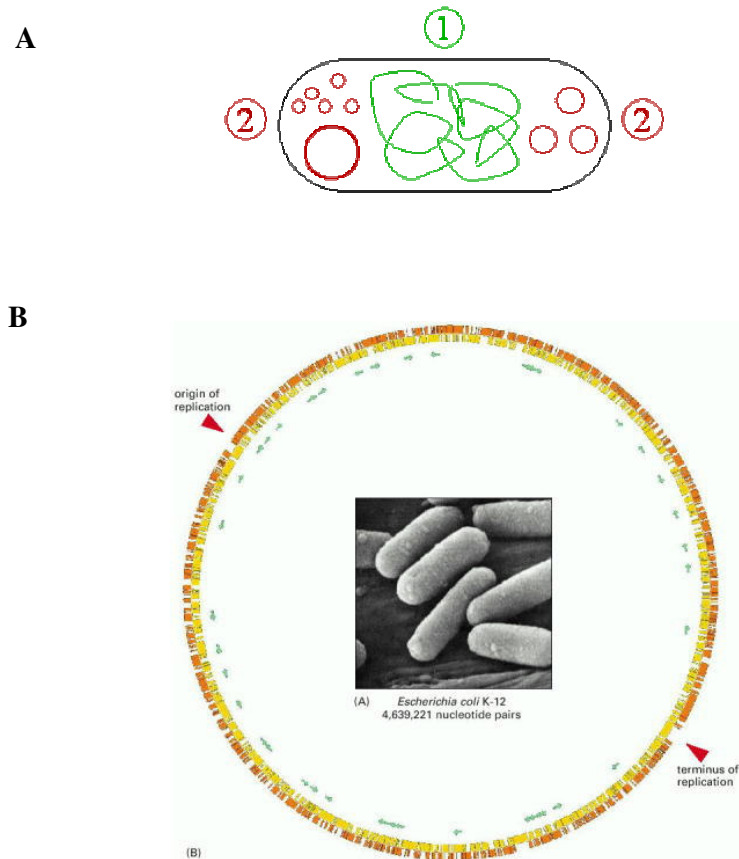 A
1
2
2
B
origin of
replication
(A) Escherichia coli K-12
4,639,221 nucleotide pairs
terminus of
replication
(B)